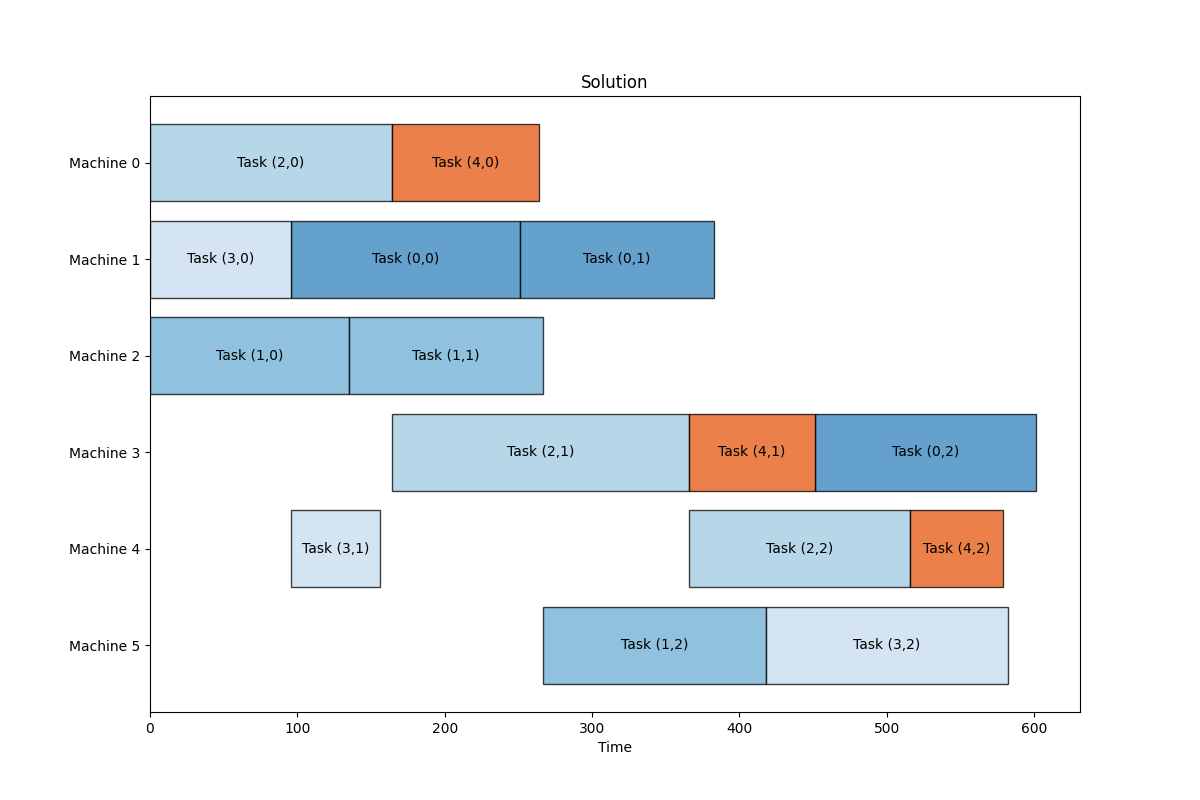 Solution
Machine 0
Task (2,0)
Task (4,0)
Machine 1
Task (3,0)
Task (0,0)
Task (0,1)
Machine 2
Task (1,0)
Task (1,1)
Machine 3
Task (2,1)
Task (4,1)
Task (0,2)
Machine 4
Task (3,1)
Task (2,2)
Task (4,2)
Machine 5
Task (1,2)
Task (3,2)
0 100 200 300 400 500 600
Time